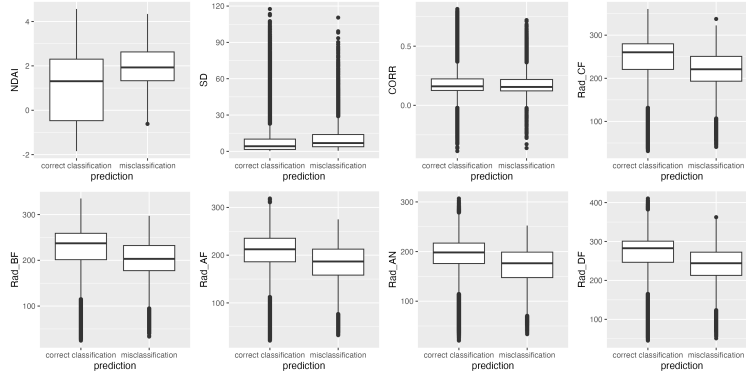 NDAI
4
2
0
−2
correct classification misclassification
prediction
SD
120
90
60
30
0
correct classification misclassification
prediction
CORR
0.5
0.0
correct classification misclassification
prediction
Rad_CF
300
200
100
correct classification misclassification
prediction
Rad_BF
300
200
100
correct classification misclassification
prediction
Rad_AF
300
200
100
correct classification misclassification
prediction
Rad_AN
300
200
100
correct classification misclassification
prediction
Rad_DF
400
300
200
100
correct classification misclassification
prediction